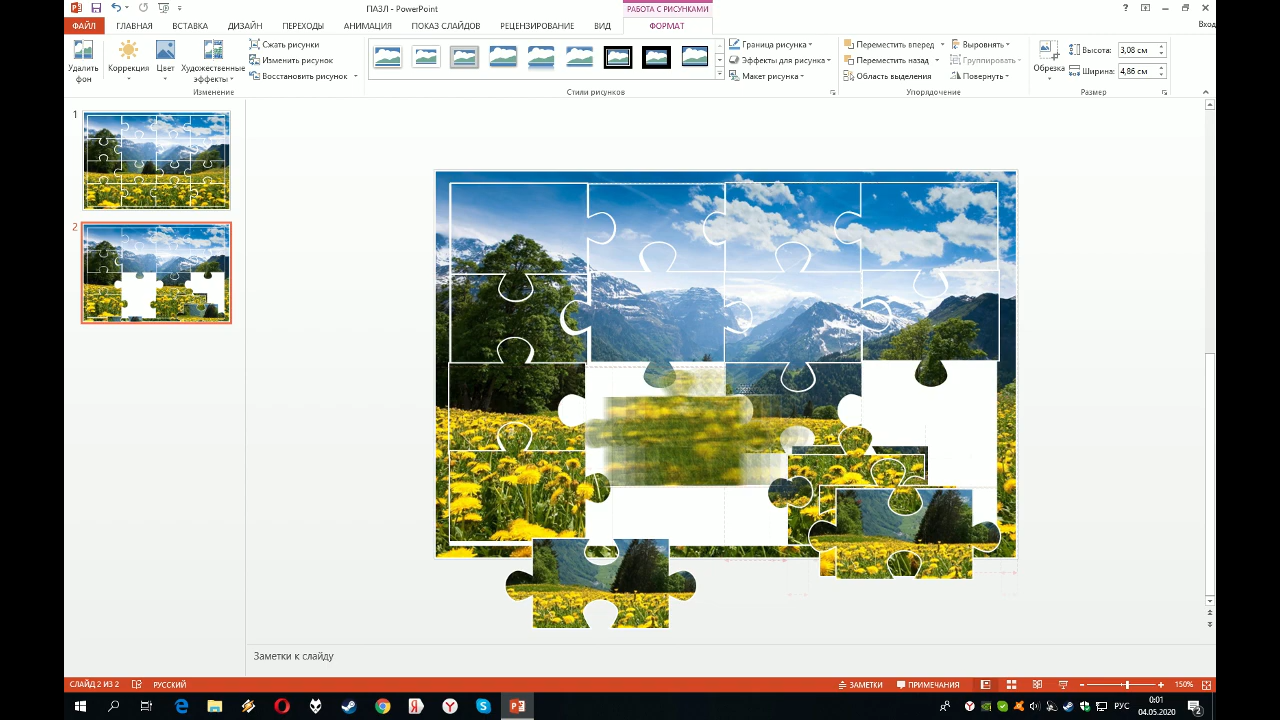 ПАЗЛ - PowerPoint
РАБОТА С РИСУНКАМИ
?
ФАЙЛ ГЛАВНАЯ ВСТАВКА ДИЗАЙН ПЕРЕХОДЫ АНИМАЦИЯ ПОКАЗ СЛАЙДОВ РЕЦЕНЗИРОВАНИЕ ВИД ФОРМАТ Вход
Удалить фон
Коррекция
Цвет
Художественные эффекты
Сжать рисунки
Изменить рисунок
Восстановить рисунок
Изменение
Стили рисунков
Граница рисунка
Эффекты для рисунка
Макет рисунка
Переместить вперед
Переместить назад
Область выделения
Выровнять
Группировать
Повернуть
Упорядочение
Обрезка
Высота: 3,08 см
Ширина: 4,86 см
Размер
1
2
Заметки к слайду
СЛАЙД 2 ИЗ 2 РУССКИЙ ЗАМЕТКИ ПРИМЕЧАНИЯ 150%
РУС
0:01
04.05.2020
2